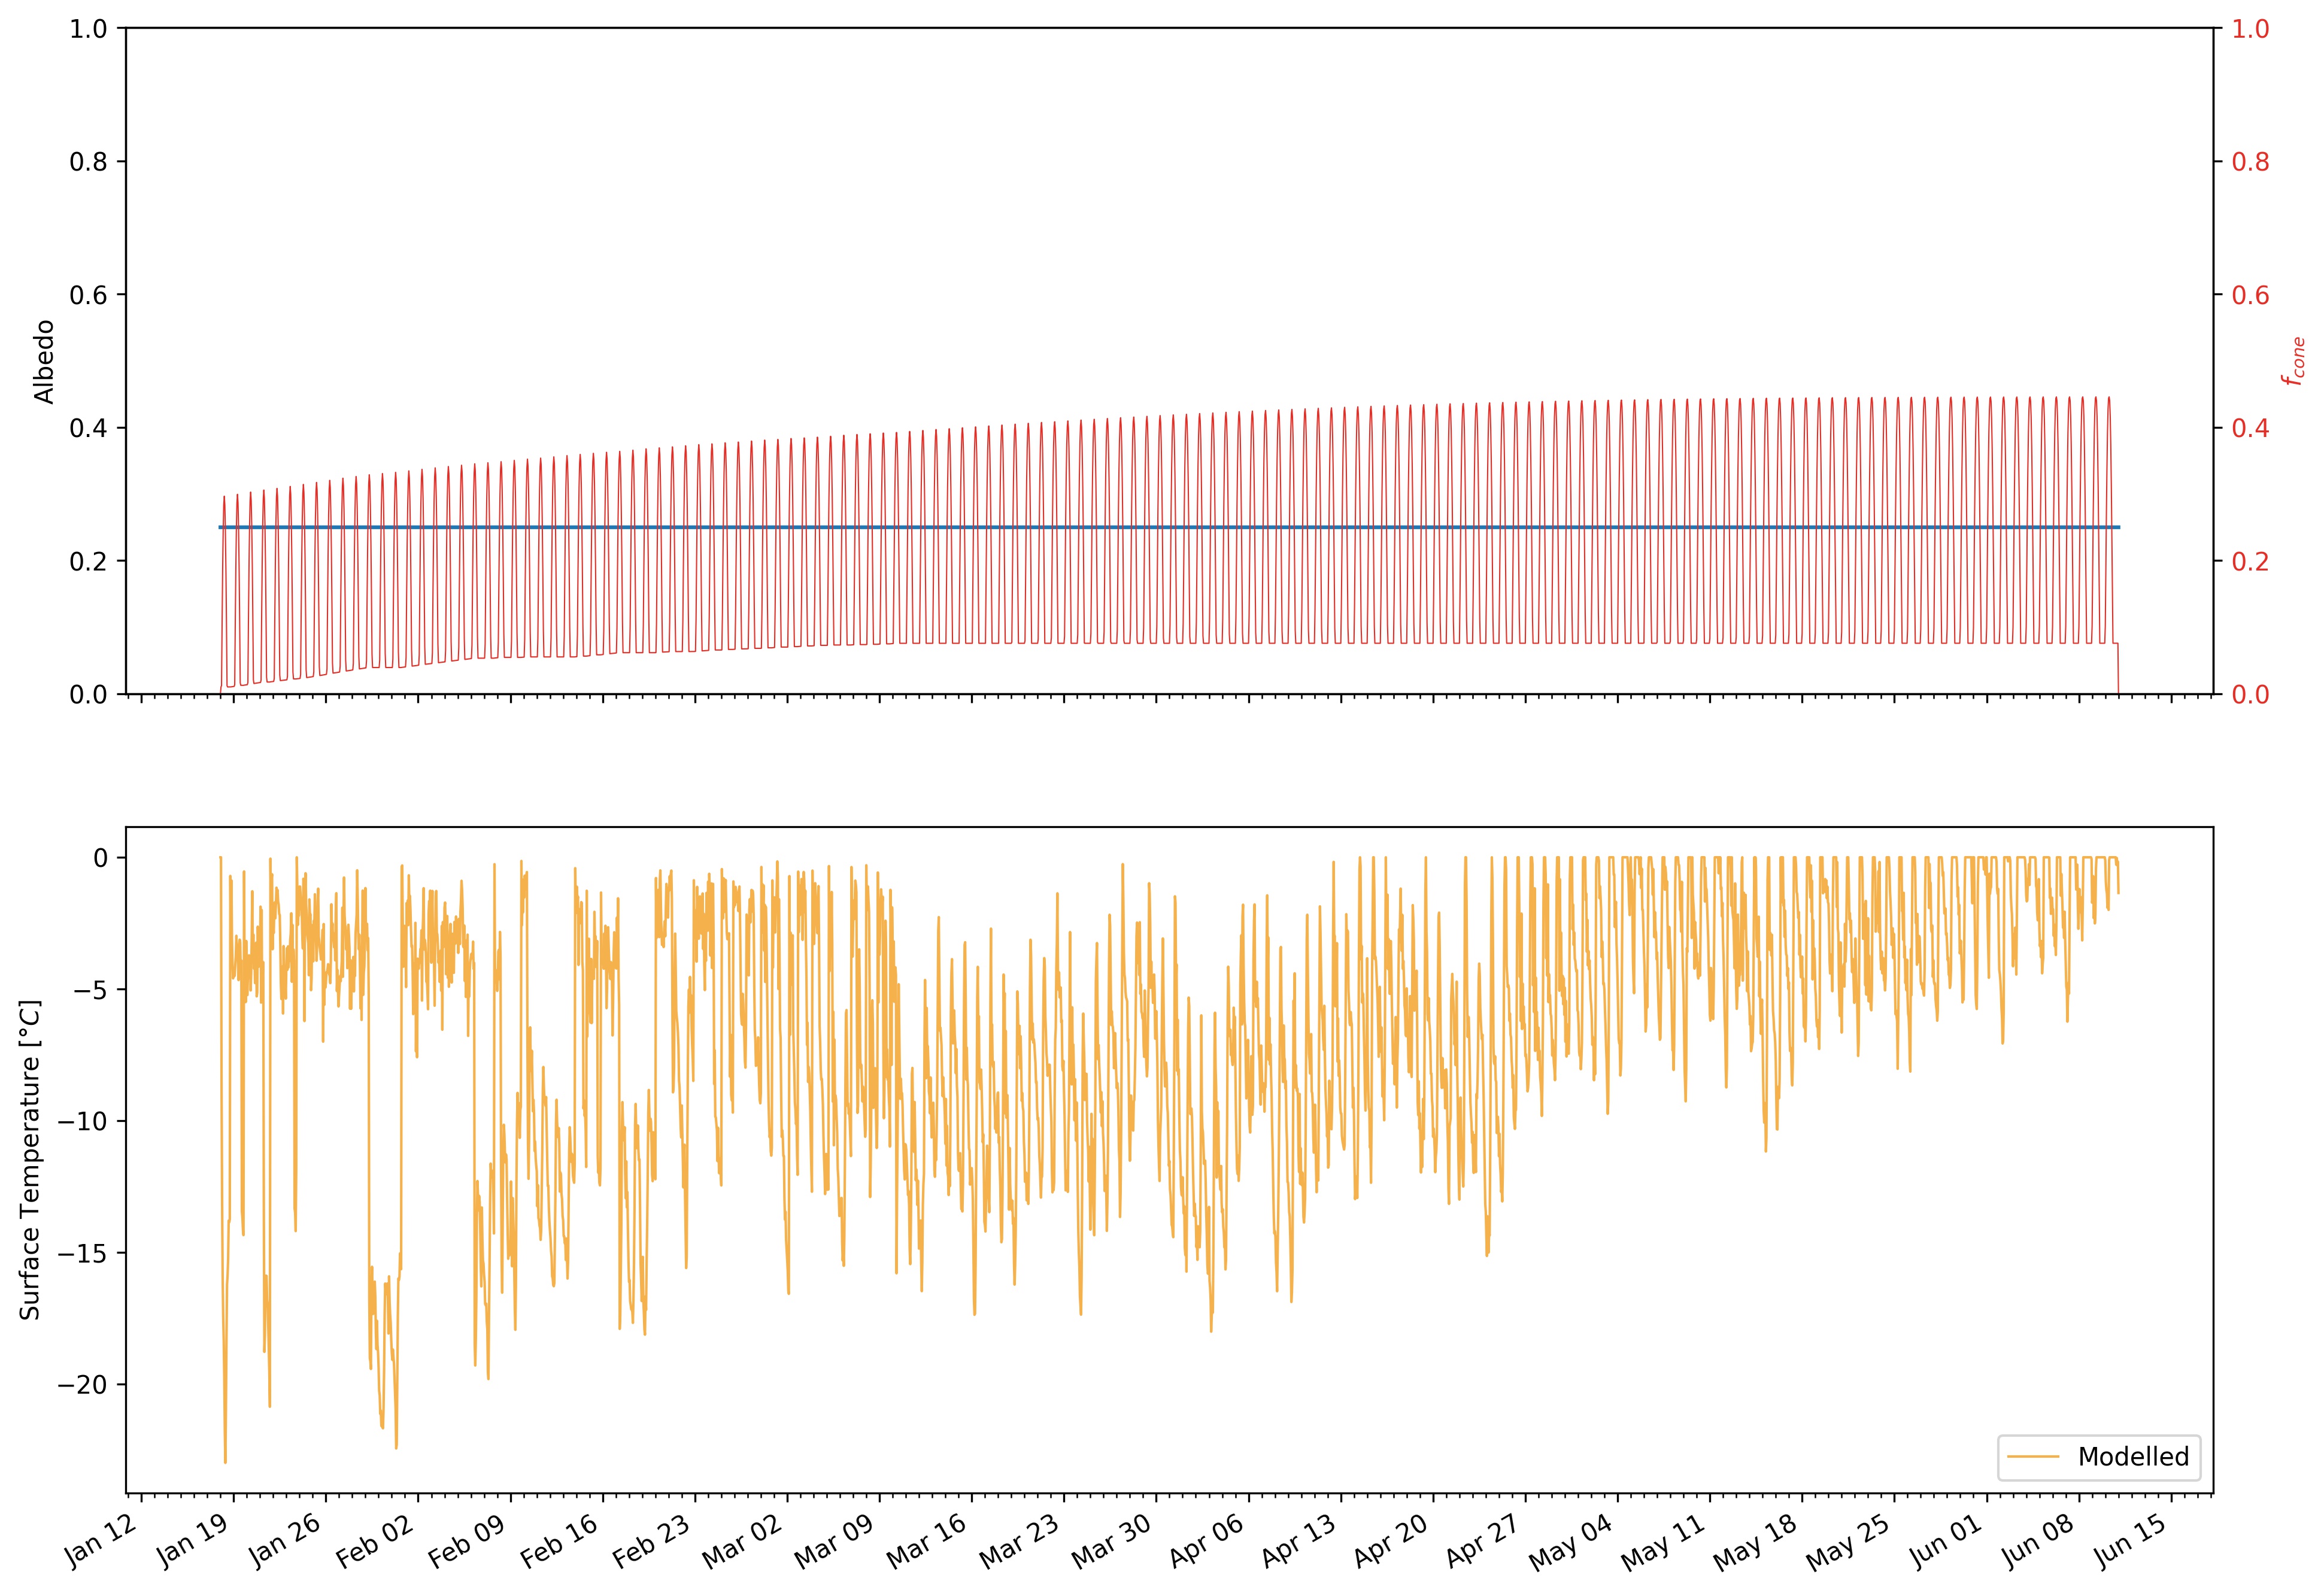 1.0
0.8
0.6
0.4
0.2
0.0
Albedo
1.0
0.8
0.6
0.4
0.2
0.0
f_cone
0
−5
−10
−15
−20
Surface Temperature [°C]
Modelled
Jan 12
Jan 19
Jan 26
Feb 02
Feb 09
Feb 16
Feb 23
Mar 02
Mar 09
Mar 16
Mar 23
Mar 30
Apr 06
Apr 13
Apr 20
Apr 27
May 04
May 11
May 18
May 25
Jun 01
Jun 08
Jun 15